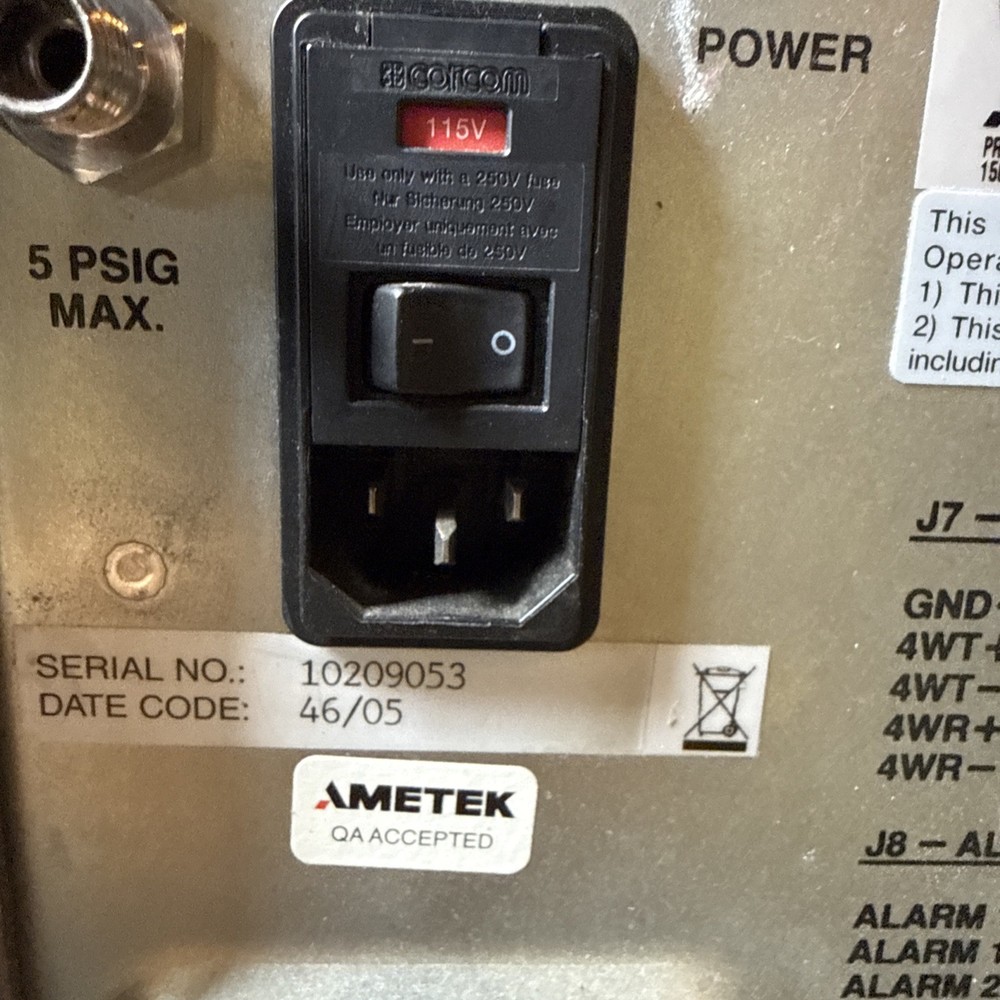 corcom
POWER
115V
Use only with a 250V fuse
Nur Sicherung 250V
Employer uniquement avec
un fusible de 250V
5 PSIG
MAX.
This
1) Thi
2) This
– O
J7 –
GND
4WT+
4WT–
4WR+
4WR–
SERIAL NO.: 10209053
DATE CODE: 46/05
AMETEK
QA ACCEPTED
J8 – AL
ALARM
ALARM 1
ALARM 2